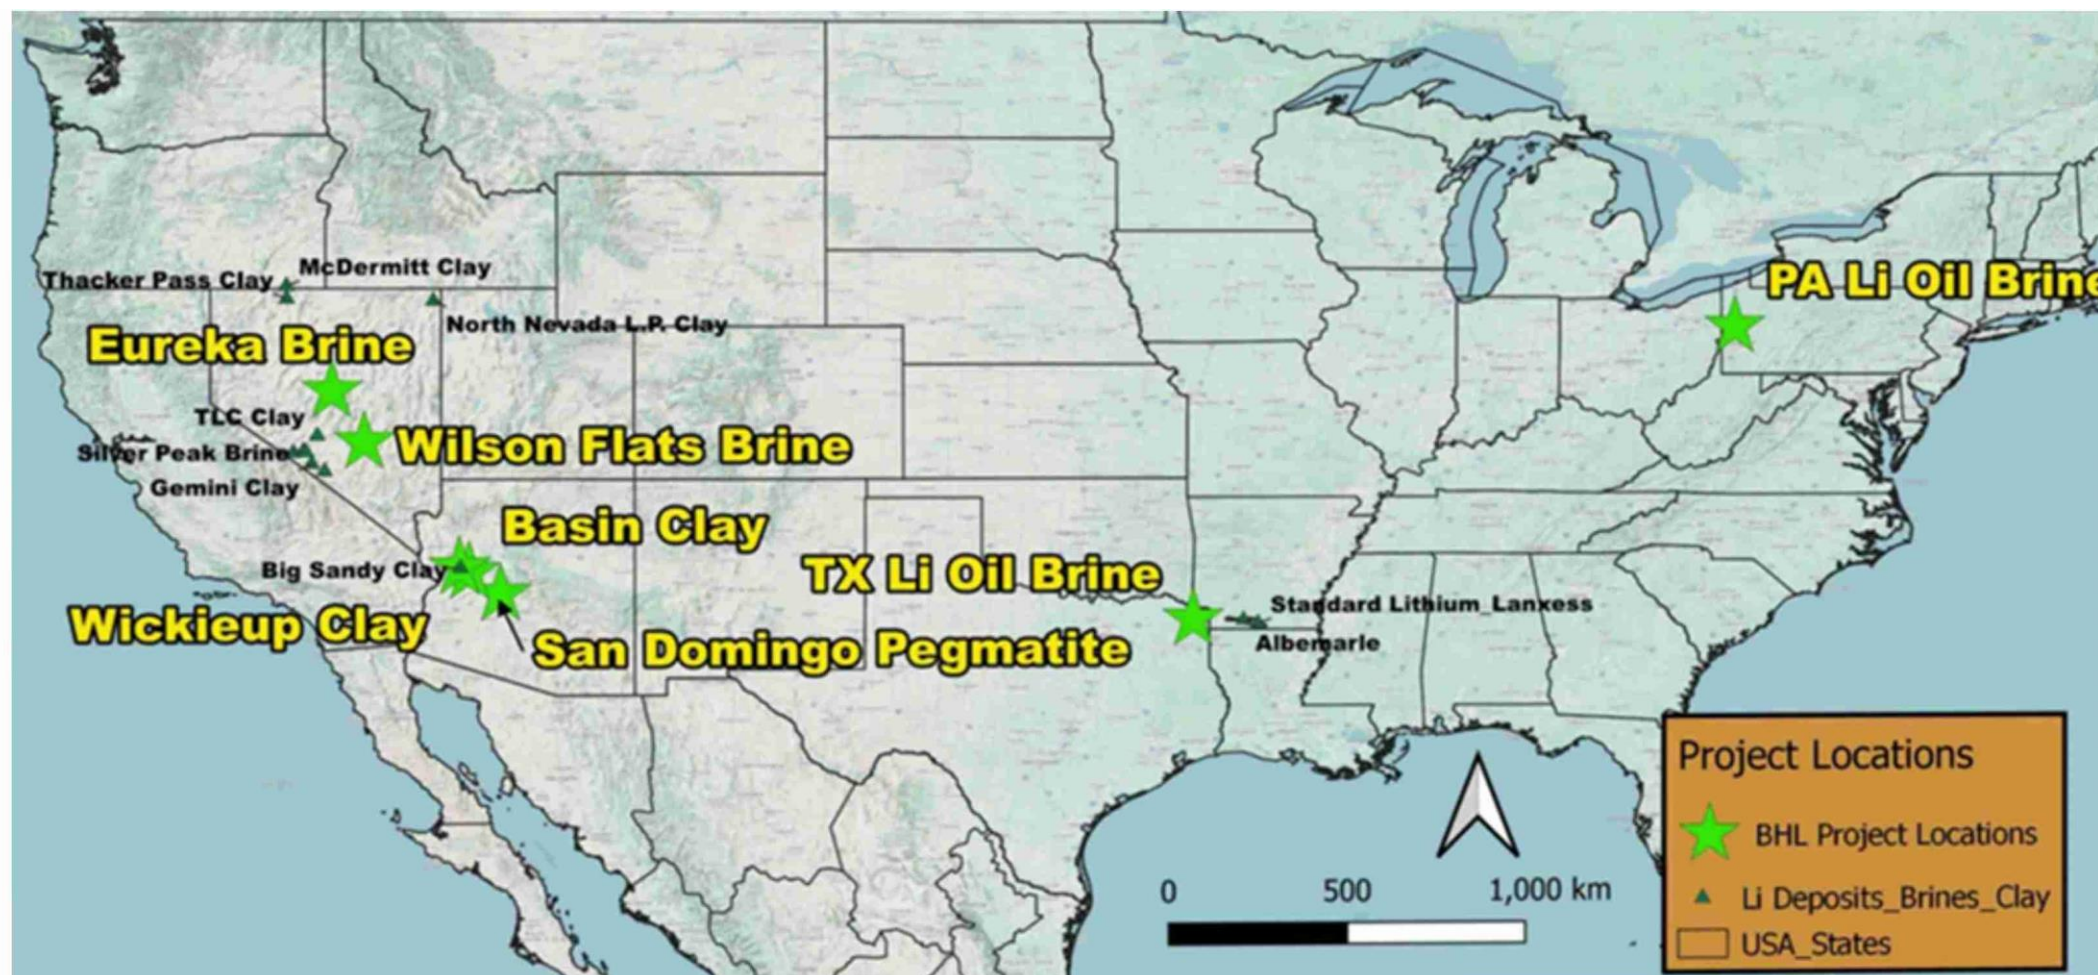 McDermitt Clay
Thacker Pass Clay
PA Li Oil Brine
North Nevada L.P. Clay
Eureka Brine
TLC Clay
Wilson Flats Brine
Silver Peak Brine
Gemini Clay
Basin Clay
Big Sandy Clay
TX Li Oil Brine
Standard Lithium_Lanxess
Wickieup Clay
San Domingo Pegmatite
Albemarle
Project Locations
BHL Project Locations
Li Deposits_Brines_Clay
USA_States
0 500 1,000 km